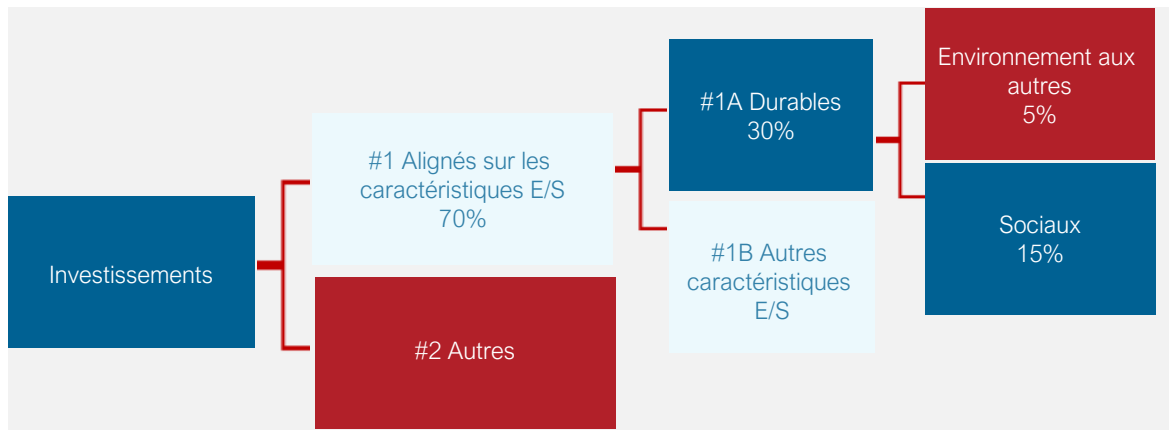 Investissements
#1 Alignés sur les
caractéristiques E/S
70%
#2 Autres
#1A Durables
30%
#1B Autres
caractéristiques
E/S
Environnement aux
autres
5%
Sociaux
15%